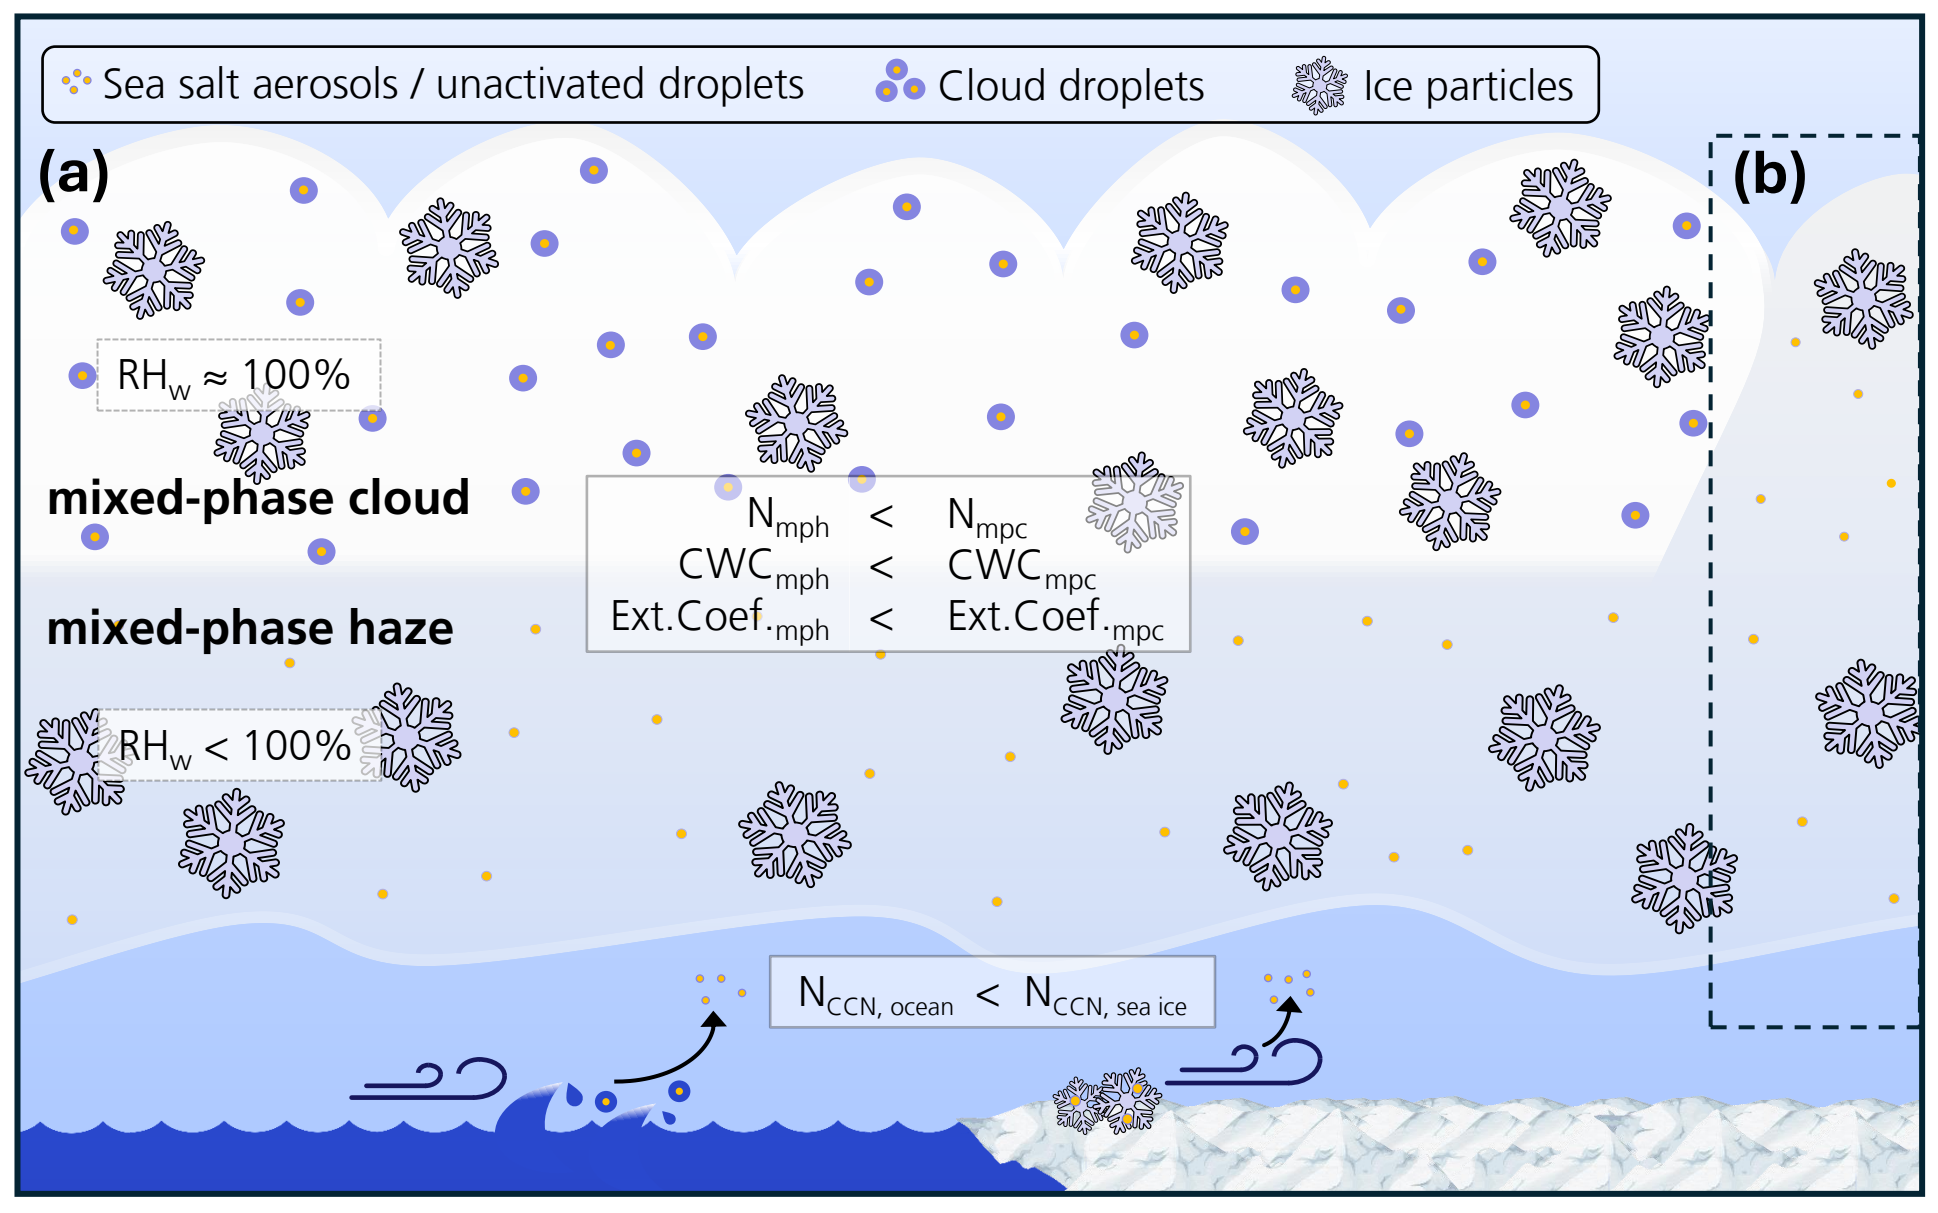 Sea salt aerosols / unactivated droplets Cloud droplets Ice particles
(a)
(b)
RHw ≈ 100%
mixed-phase cloud
Nmph < Nmpc
CWCmph < CWCmpc
Ext.Coef.mph < Ext.Coef.mpc
mixed-phase haze
RHw < 100%
NCCN, ocean < NCCN, sea ice